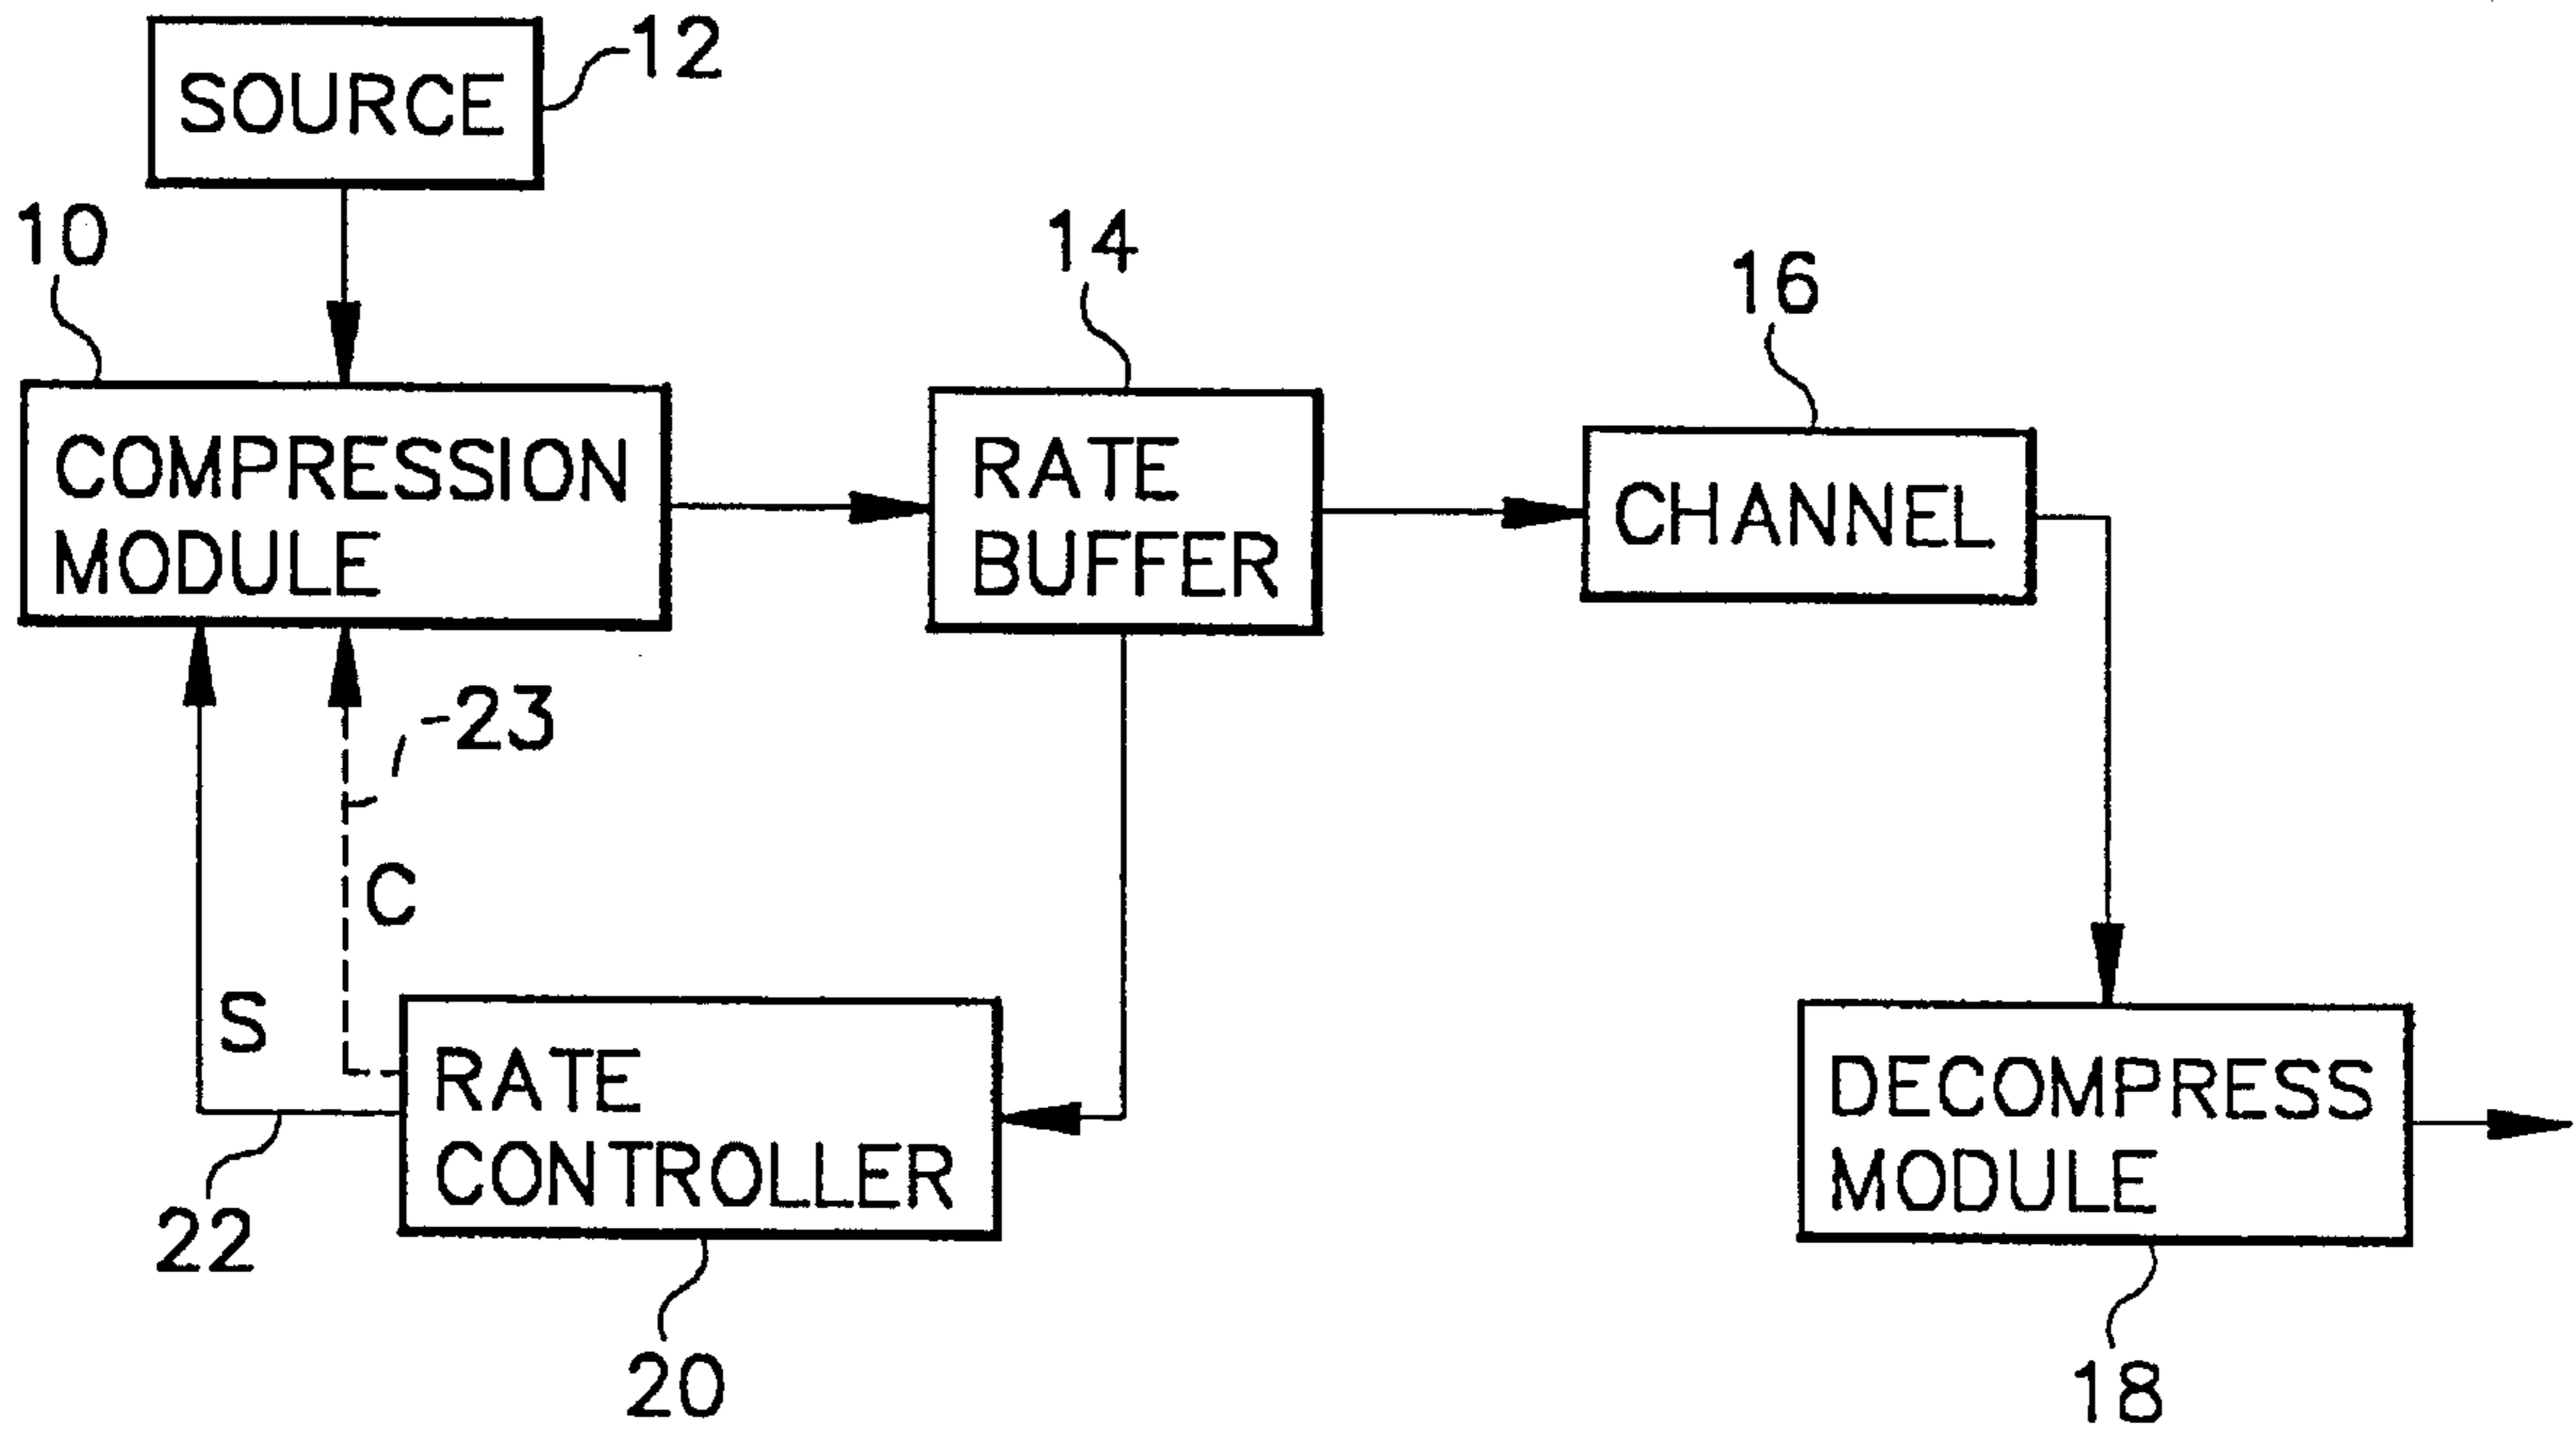 SOURCE
12
10
COMPRESSION
MODULE
14
RATE
BUFFER
16
CHANNEL
23
C
S
22
RATE
CONTROLLER
20
DECOMPRESS
MODULE
18